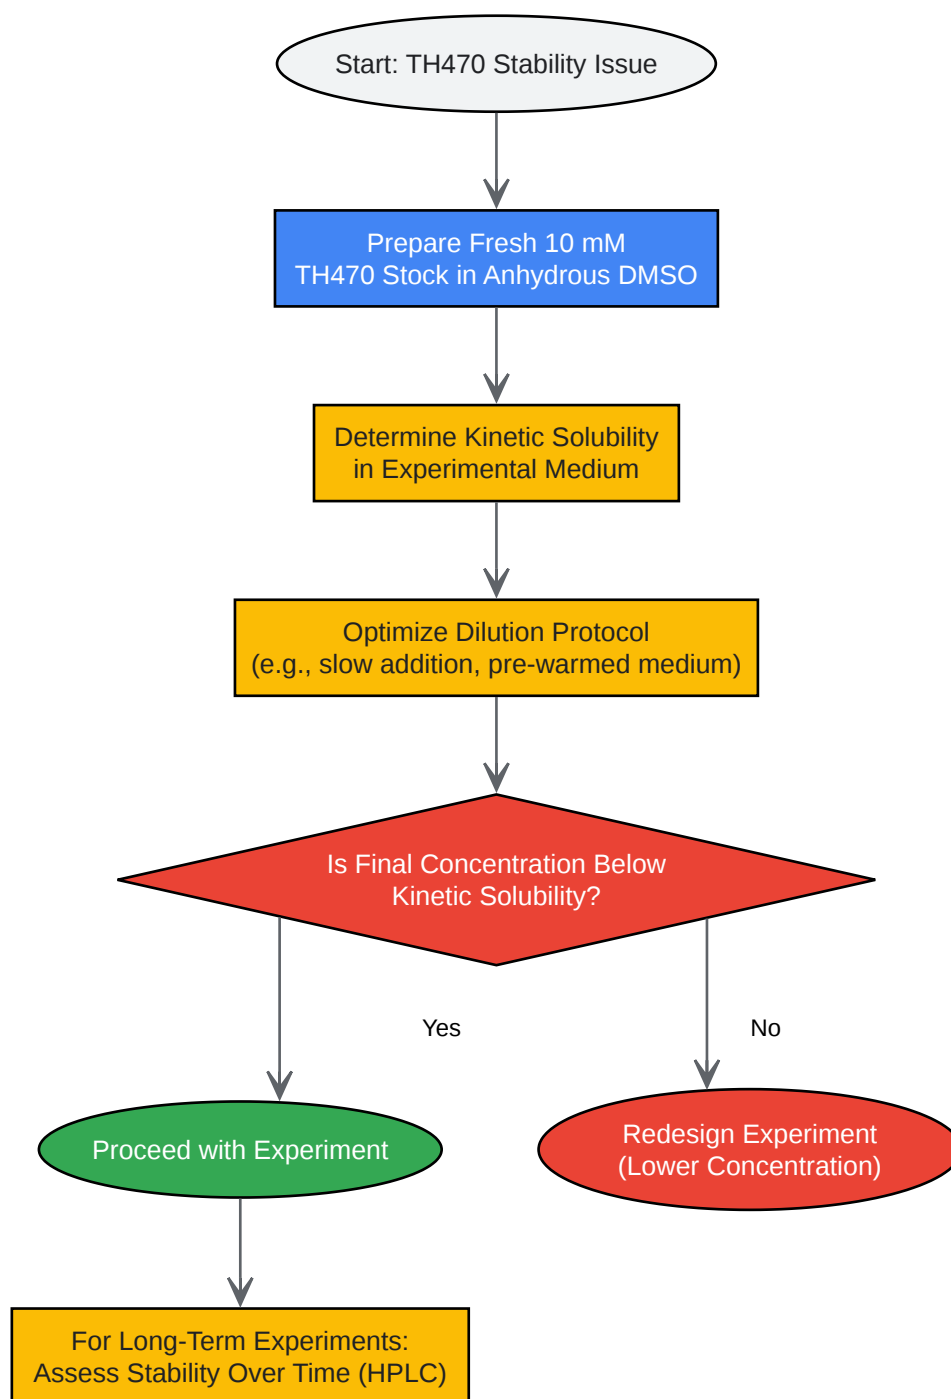 Start: TH470 Stability Issue
Prepare Fresh 10 mM
TH470 Stock in Anhydrous DMSO
Determine Kinetic Solubility
in Experimental Medium
Optimize Dilution Protocol
(e.g., slow addition, pre-warmed medium)
Is Final Concentration Below
Kinetic Solubility?
Yes
No
Proceed with Experiment
Redesign Experiment
(Lower Concentration)
For Long-Term Experiments:
Assess Stability Over Time (HPLC)